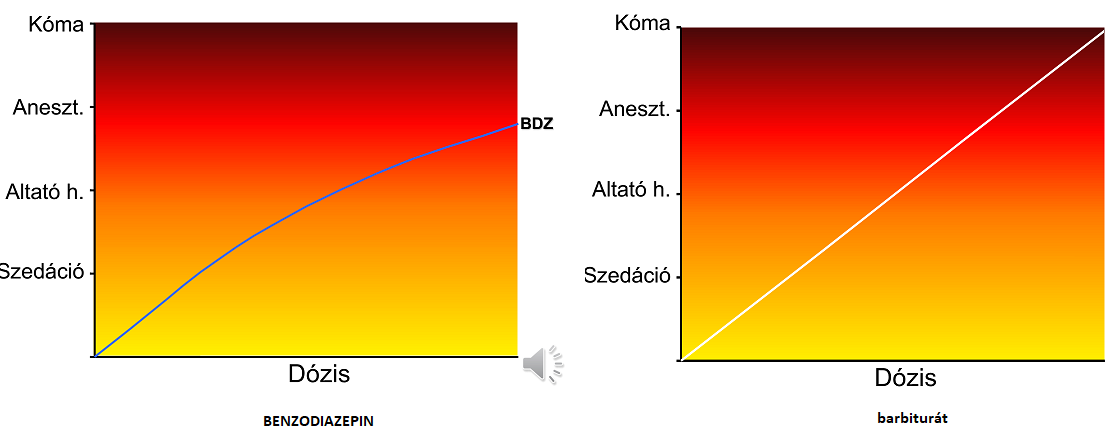 Kóma
Aneszt.
Altató h.
Szedáció
BDZ
Dózis
BENZODIAZEPIN
Kóma
Aneszt.
Altató h.
Szedáció
Dózis
barbiturát